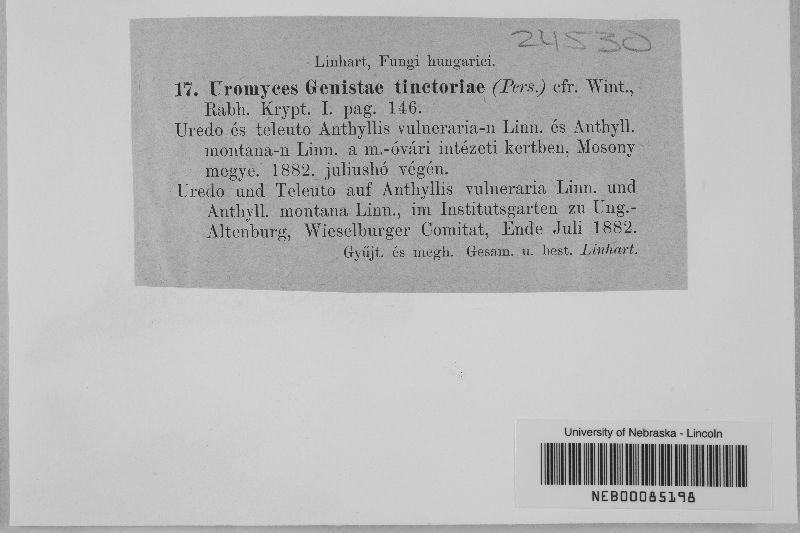 24530
Linhart, Fungi hungarici.
17. Uromyces Genistae tinctoriae (Pers.) cfr. Wint.,
Rabh. Krypt. I. pag. 146.
Uredo és teleuto Anthyllis vulneraria-n Linn. és Anthyll.
montana-n Linn. a m.-óvári intézeti kertben, Mosony
megye. 1882. juliushó végén.
Uredo und Teleuto auf Anthyllis vulneraria Linn. und
Anthyll. montana Linn., im Institutsgarten zu Ung.-
Altenburg, Wieselburger Comitat, Ende Juli 1882.
Gyűjt. és megh. Gesam. u. best. Linhart.
University of Nebraska - Lincoln
NEB00085198